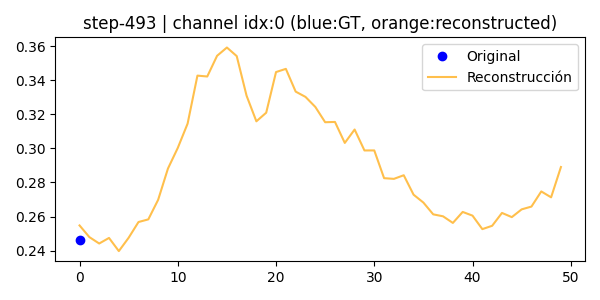 step-493 | channel idx:0 (blue:GT, orange:reconstructed)
Original
Reconstrucción
0.36
0.34
0.32
0.30
0.28
0.26
0.24
0 10 20 30 40 50